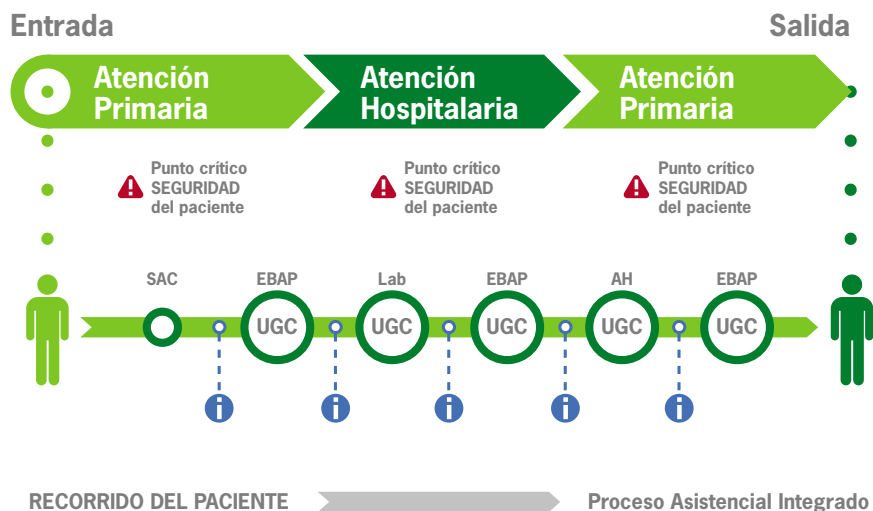 Entrada
Salida
Atención
Primaria
Atención
Hospitalaria
Atención
Primaria
Punto crítico
SEGURIDAD
del paciente
Punto crítico
SEGURIDAD
del paciente
Punto crítico
SEGURIDAD
del paciente
SAC
EBAP
Lab
EBAP
AH
EBAP
UGC
UGC
UGC
UGC
UGC
i
i
i
i
i
RECORRIDO DEL PACIENTE
Proceso Asistencial Integrado